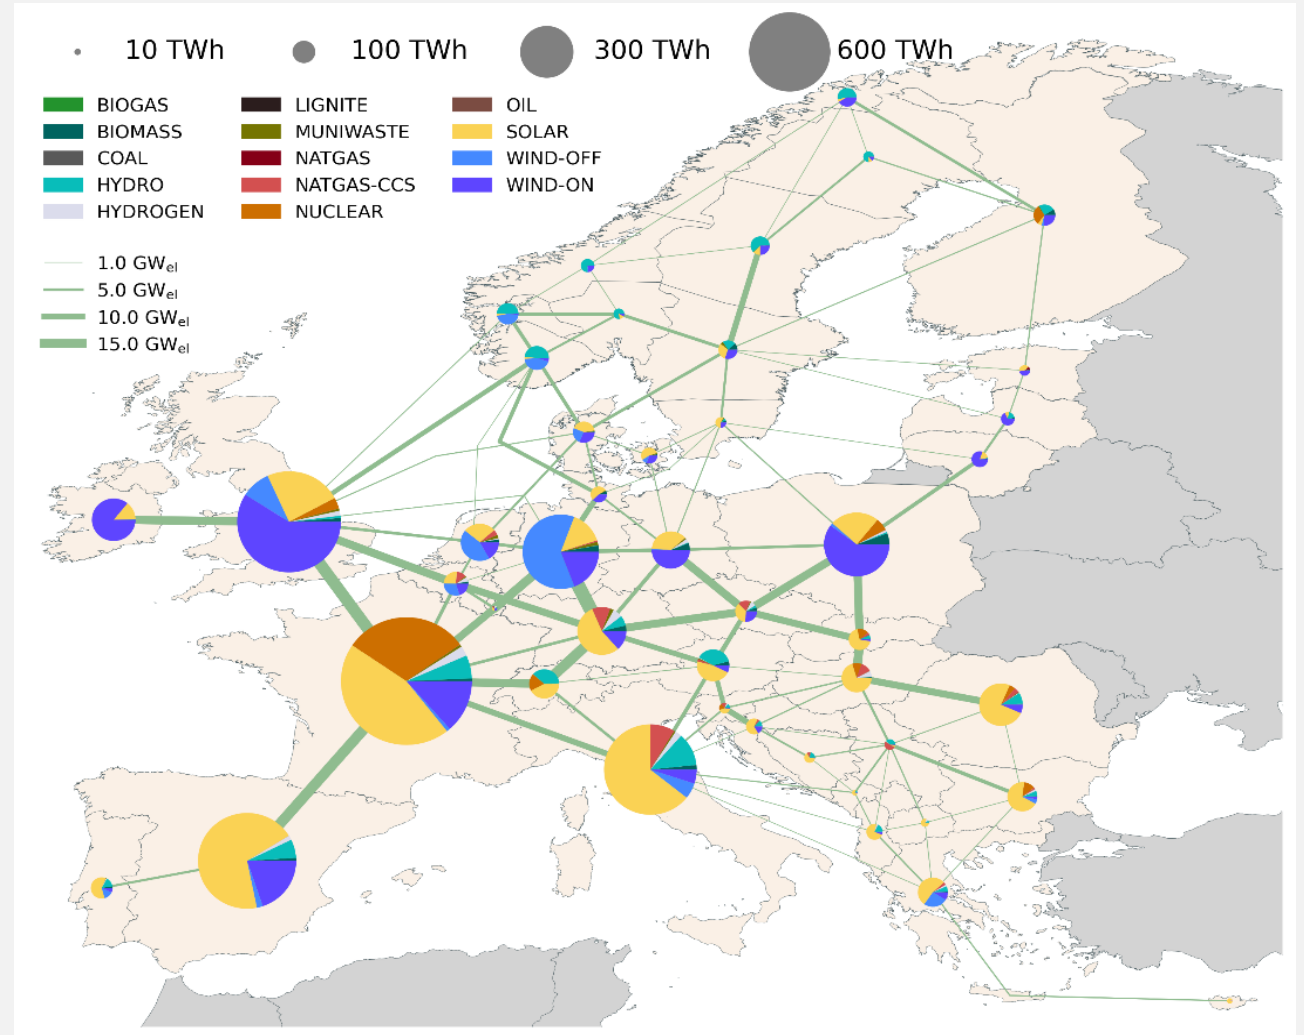 10 TWh 100 TWh 300 TWh 600 TWh
BIOGAS LIGNITE OIL
BIOMASS MUNIWASTE SOLAR
COAL NATGAS WIND-OFF
HYDRO NATGAS-CCS WIND-ON
HYDROGEN NUCLEAR
1.0 GWel
5.0 GWel
10.0 GWel
15.0 GWel